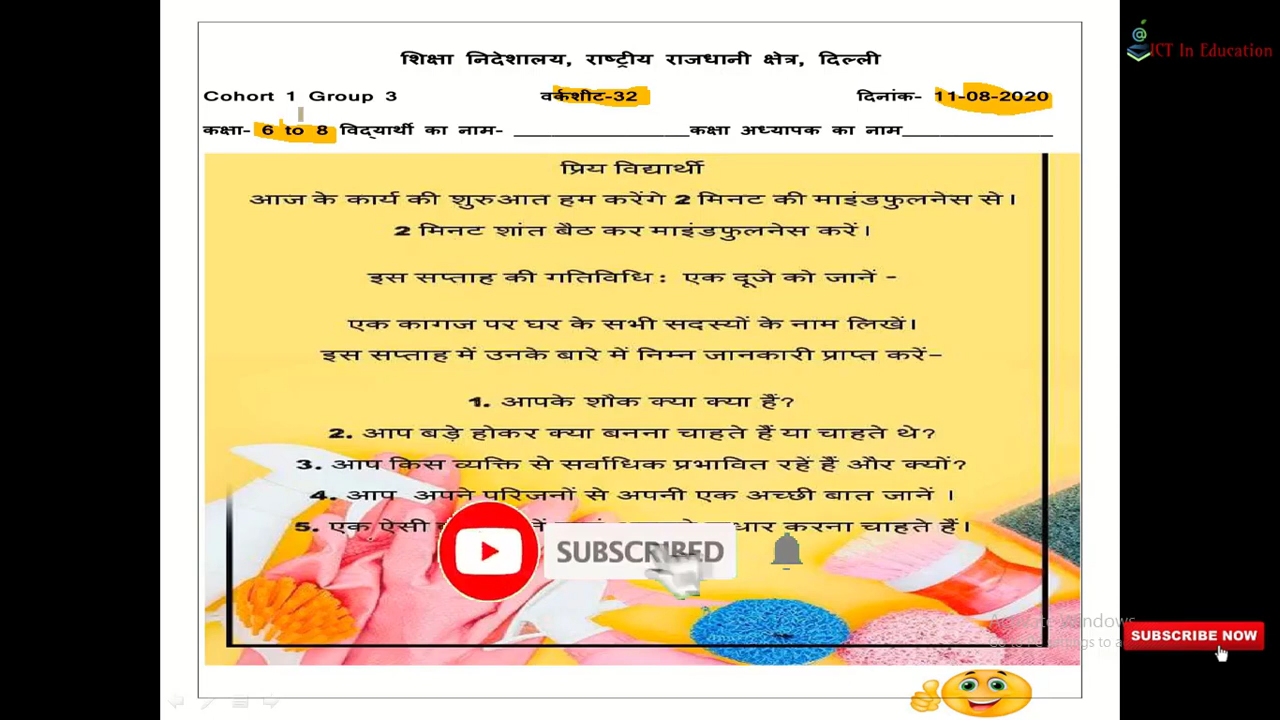 शिक्षा निदेशालय, राष्ट्रीय राजधानी क्षेत्र, दिल्ली
@
ICT In Education
Cohort 1 Group 3 वर्कशीट-32 दिनांक- 11-08-2020
कक्षा- 6 to 8 विद्यार्थी का नाम- ________________ कक्षा अध्यापक का नाम______________
प्रिय विद्यार्थी
आज के कार्य की शुरुआत हम करेंगे 2 मिनट की माइंडफुलनेस से।
2 मिनट शांत बैठ कर माइंडफुलनेस करें।
इस सप्ताह की गतिविधि : एक दूजे को जानें -
एक कागज पर घर के सभी सदस्यों के नाम लिखें।
इस सप्ताह में उनके बारे में निम्न जानकारी प्राप्त करें–
1. आपके शौक क्या क्या हैं?
2. आप बड़े होकर क्या बनना चाहते हैं या चाहते थे?
3. आप किस व्यक्ति से सर्वाधिक प्रभावित रहें हैं और क्यों?
4. आप अपने परिजनों से अपनी एक अच्छी बात जानें ।
5. एक ऐसी करना चाहते हैं।
SUBSCRIBED
SUBSCRIBE NOW